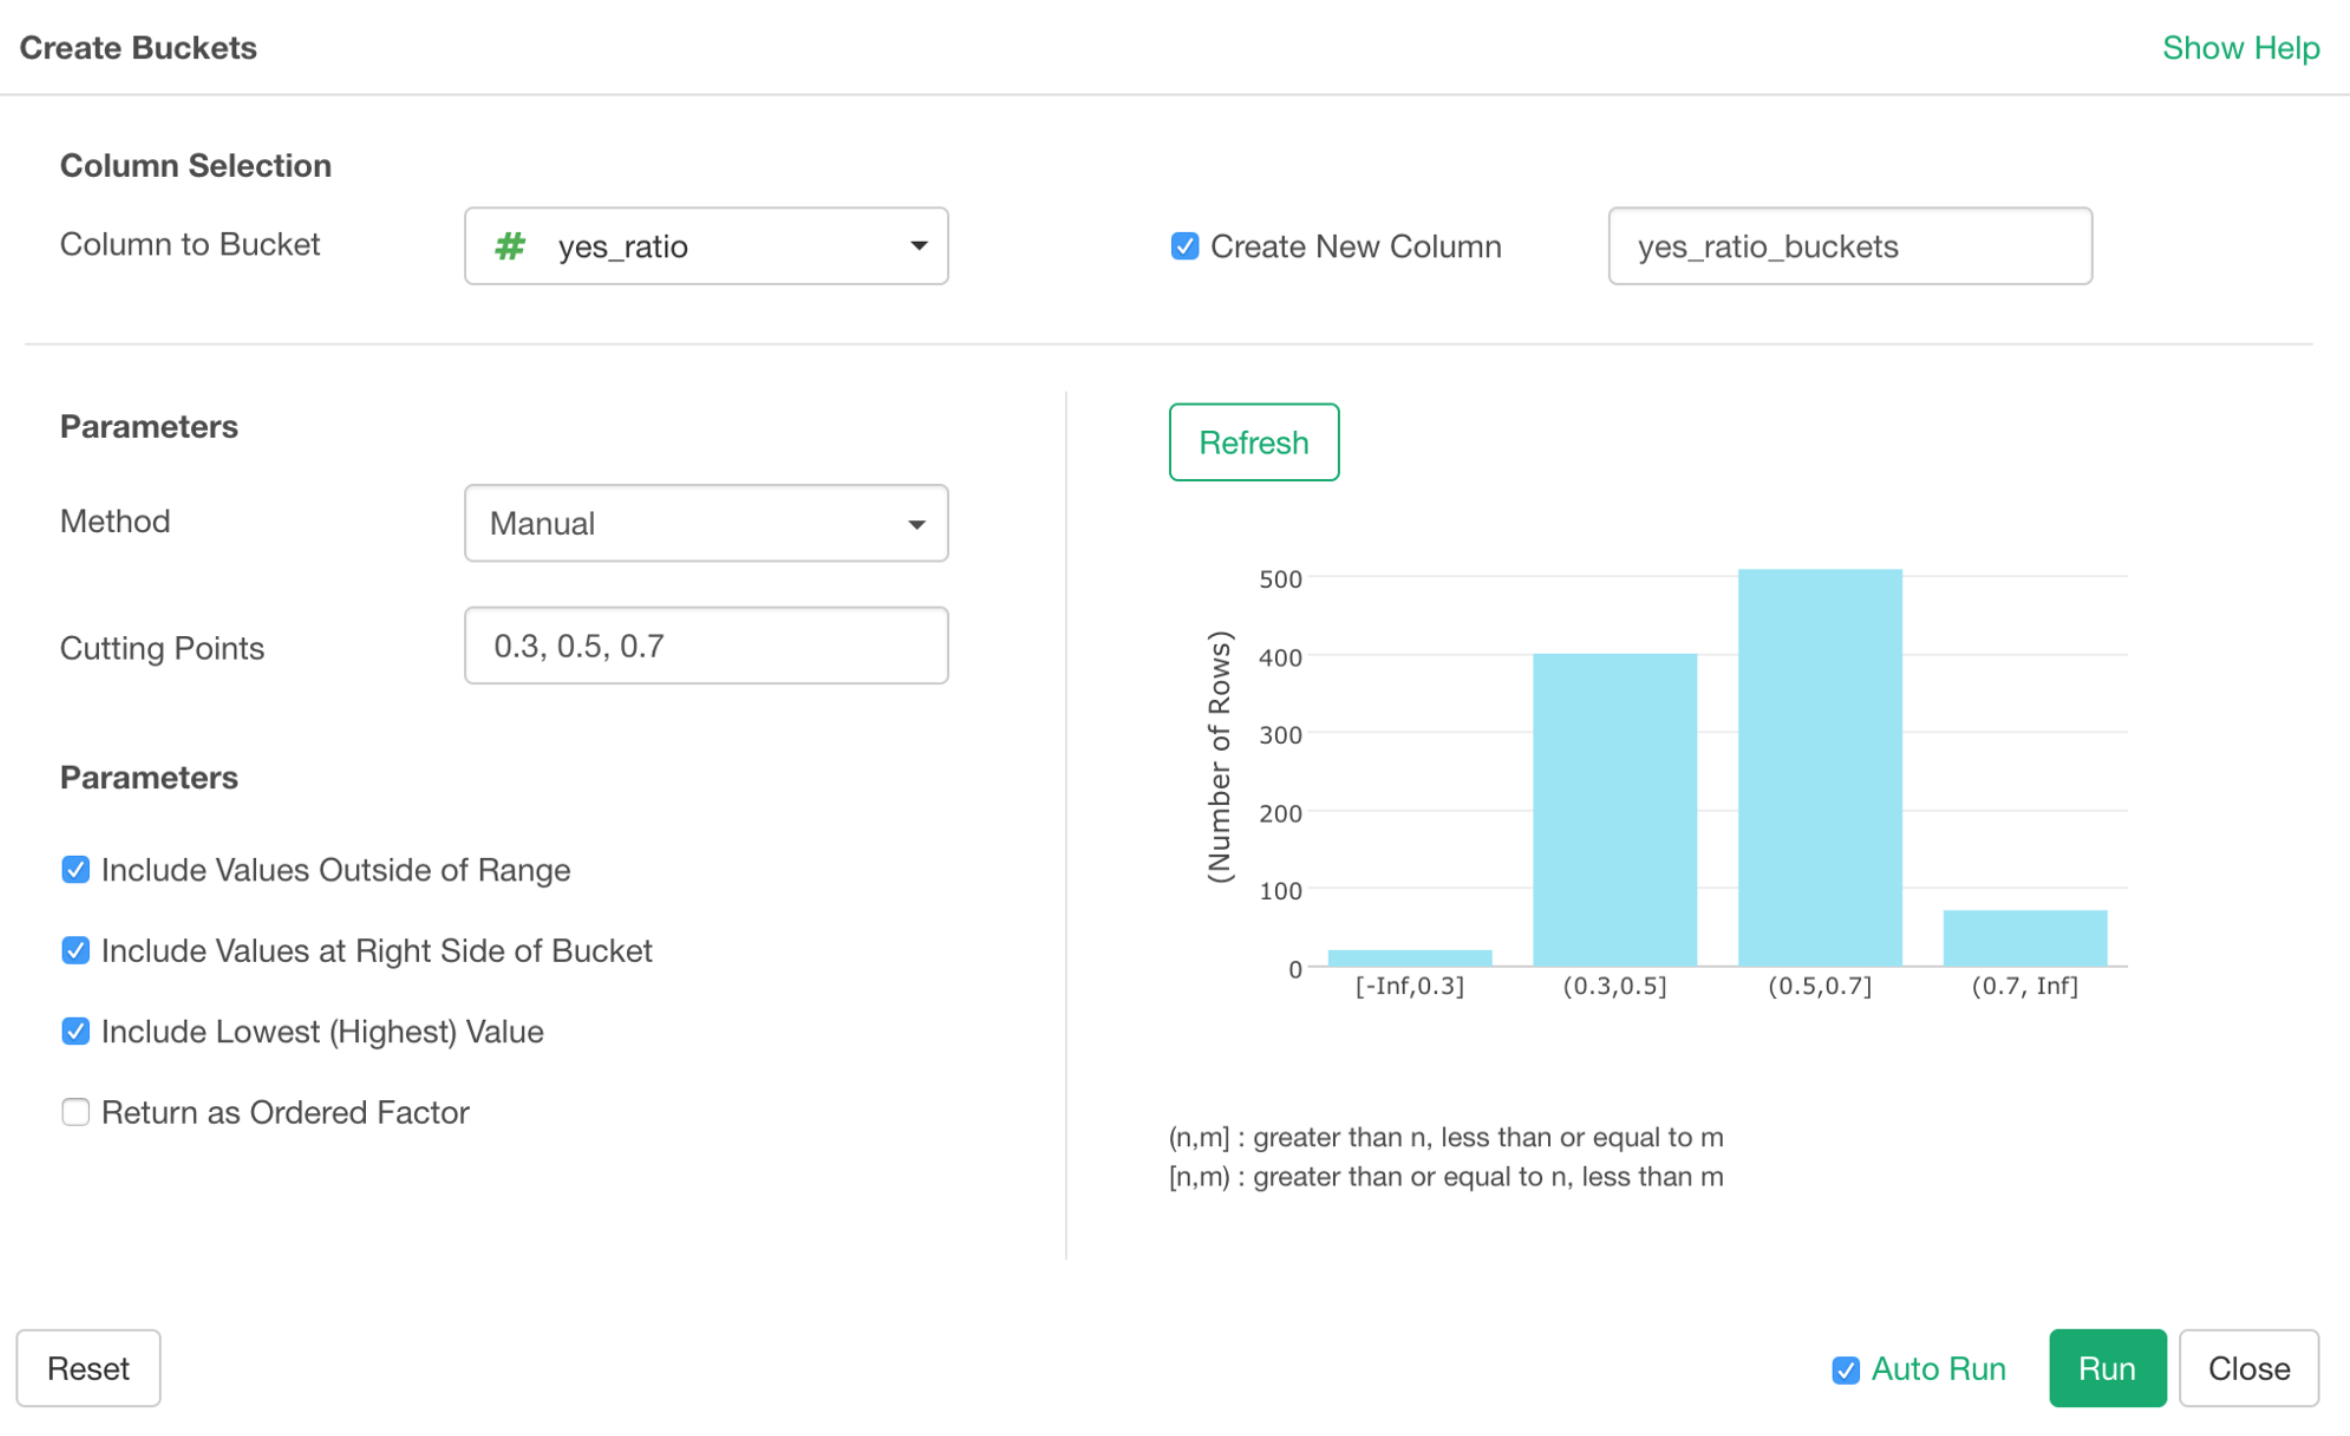 Create Buckets
Show Help
Column Selection
Column to Bucket
# yes_ratio
Create New Column
yes_ratio_buckets
Parameters
Refresh
Method
Manual
Cutting Points
0.3, 0.5, 0.7
Parameters
Include Values Outside of Range
Include Values at Right Side of Bucket
Include Lowest (Highest) Value
Return as Ordered Factor
(Number of Rows)
500
400
300
200
100
0
[-Inf,0.3]
(0.3,0.5]
(0.5,0.7]
(0.7, Inf]
(n,m] : greater than n, less than or equal to m
[n,m) : greater than or equal to n, less than m
Reset
Auto Run
Run
Close